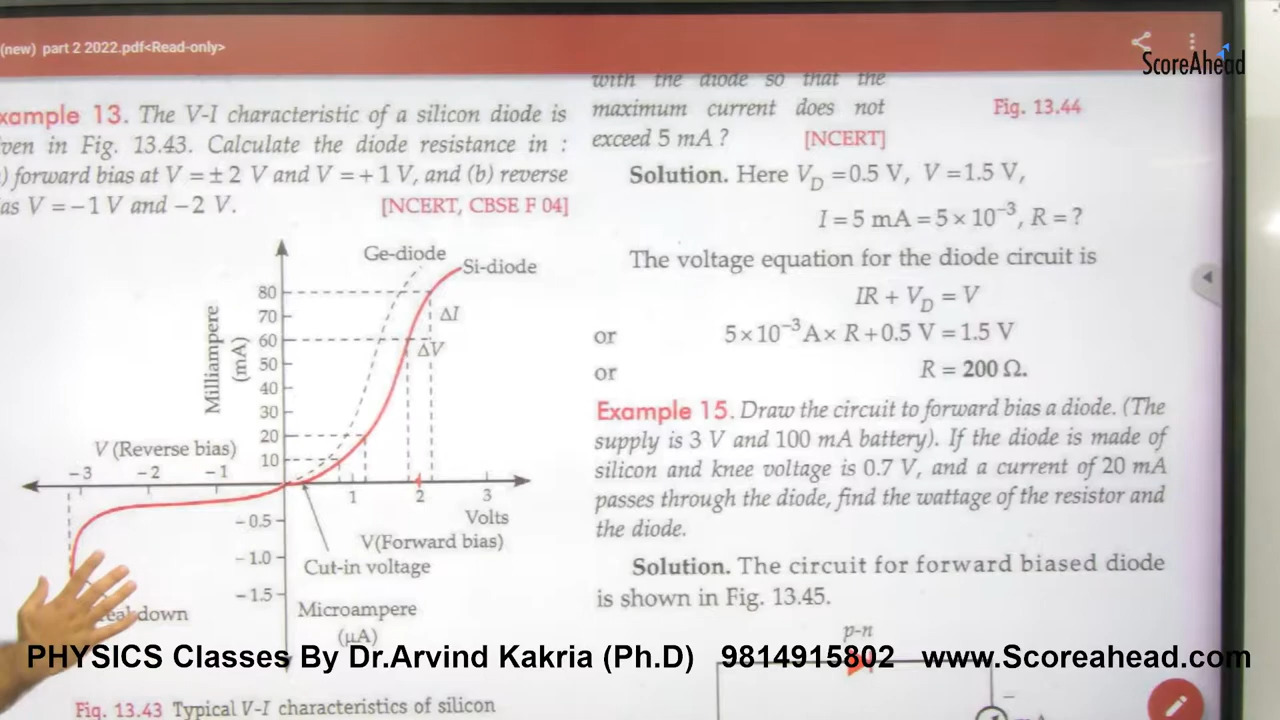 (new) part 2 2022.pdf<Read-only>
ScoreAhead
xample 13. The V-I characteristic of a silicon diode is
ven in Fig. 13.43. Calculate the diode resistance in :
) forward bias at V = ± 2 V and V = + 1 V, and (b) reverse
as V = −1 V and −2 V. [NCERT, CBSE F 04]
Ge-diode
Si-diode
80
70
60
50
40
30
20
10
ΔI
ΔV
Milliampere
(mA)
V (Reverse bias)
−3 −2 −1
1 2 3
Volts
V(Forward bias)
Cut-in voltage
− 0.5
− 1.0
− 1.5
Microampere
(μA)
down
Fig. 13.43 Typical V-I characteristics of silicon
with the diode so that the
maximum current does not
exceed 5 mA ? [NCERT]
Fig. 13.44
Solution. Here V_D = 0.5 V, V = 1.5 V,
I = 5 mA = 5 × 10⁻³, R = ?
The voltage equation for the diode circuit is
IR + V_D = V
or 5×10⁻³ A× R + 0.5 V = 1.5 V
or R = 200 Ω.
Example 15. Draw the circuit to forward bias a diode. (The
supply is 3 V and 100 mA battery). If the diode is made of
silicon and knee voltage is 0.7 V, and a current of 20 mA
passes through the diode, find the wattage of the resistor and
the diode.
Solution. The circuit for forward biased diode
is shown in Fig. 13.45.
p-n
PHYSICS Classes By Dr.Arvind Kakria (Ph.D) 9814915802 www.Scoreahead.com